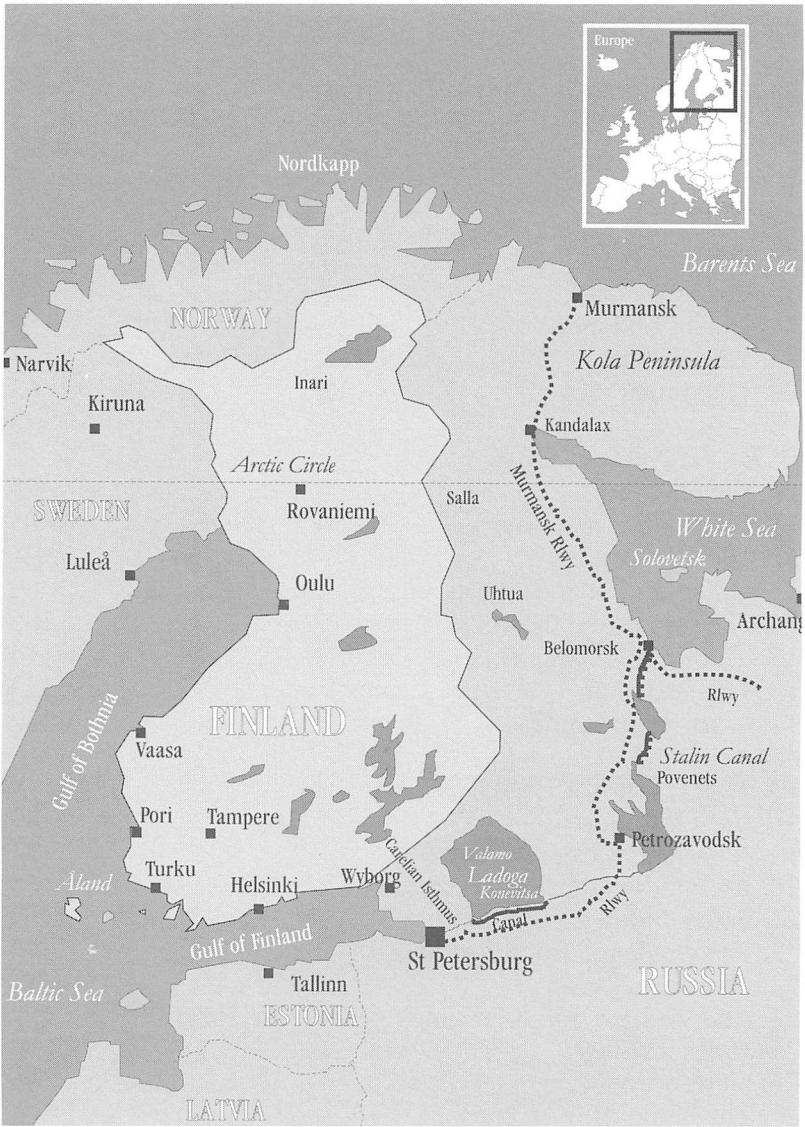 Europe
Nordkapp
Barents Sea
NORWAY
Murmansk
Narvik
Kola Peninsula
Inari
Kiruna
Kandalax
Arctic Circle
Salla
Rovaniemi
Murmansk Rlwy
SWEDEN
White Sea
Solovetsk
Luleå
Oulu
Uhtua
Archang
Belomorsk
Rlwy
FINLAND
Gulf of Bothnia
Vaasa
Stalin Canal
Povenets
Pori
Tampere
Petrozavodsk
Carelian Isthmus
Valamo
Ladoga
Konevitsa
Turku
Wyborg
Åland
Helsinki
Rlwy
Canal
Gulf of Finland
St Petersburg
Tallinn
RUSSIA
Baltic Sea
ESTONIA
LATVIA